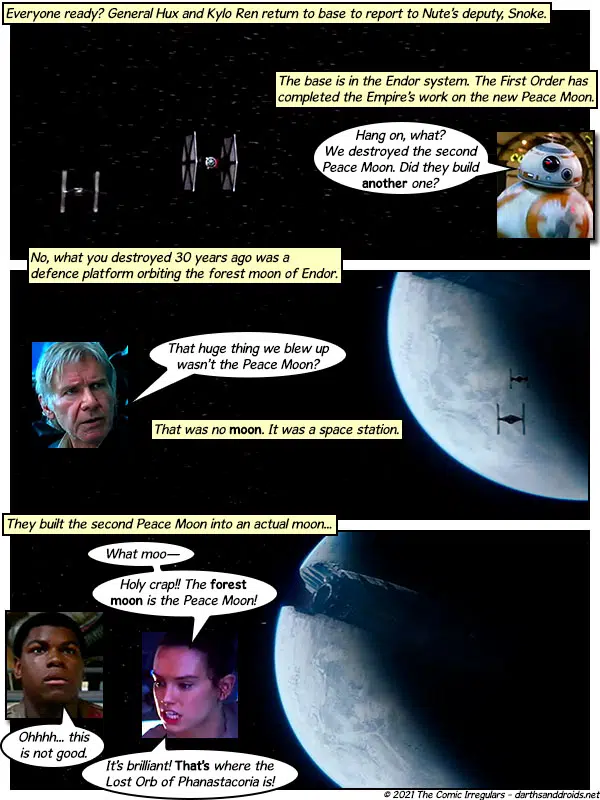 Everyone ready? General Hux and Kylo Ren return to base to report to Nute's deputy, Snoke.
The base is in the Endor system. The First Order has
completed the Empire's work on the new Peace Moon.
Hang on, what?
We destroyed the second
Peace Moon. Did they build
another one?
No, what you destroyed 30 years ago was a
defence platform orbiting the forest moon of Endor.
That huge thing we blew up
wasn't the Peace Moon?
That was no moon. It was a space station.
They built the second Peace Moon into an actual moon...
What moo—
Holy crap!! The forest
moon is the Peace Moon!
Ohhhh... this
is not good.
It's brilliant! That's where the
Lost Orb of Phanastacoria is!
© 2021 The Comic Irregulars – darthsanddroids.net